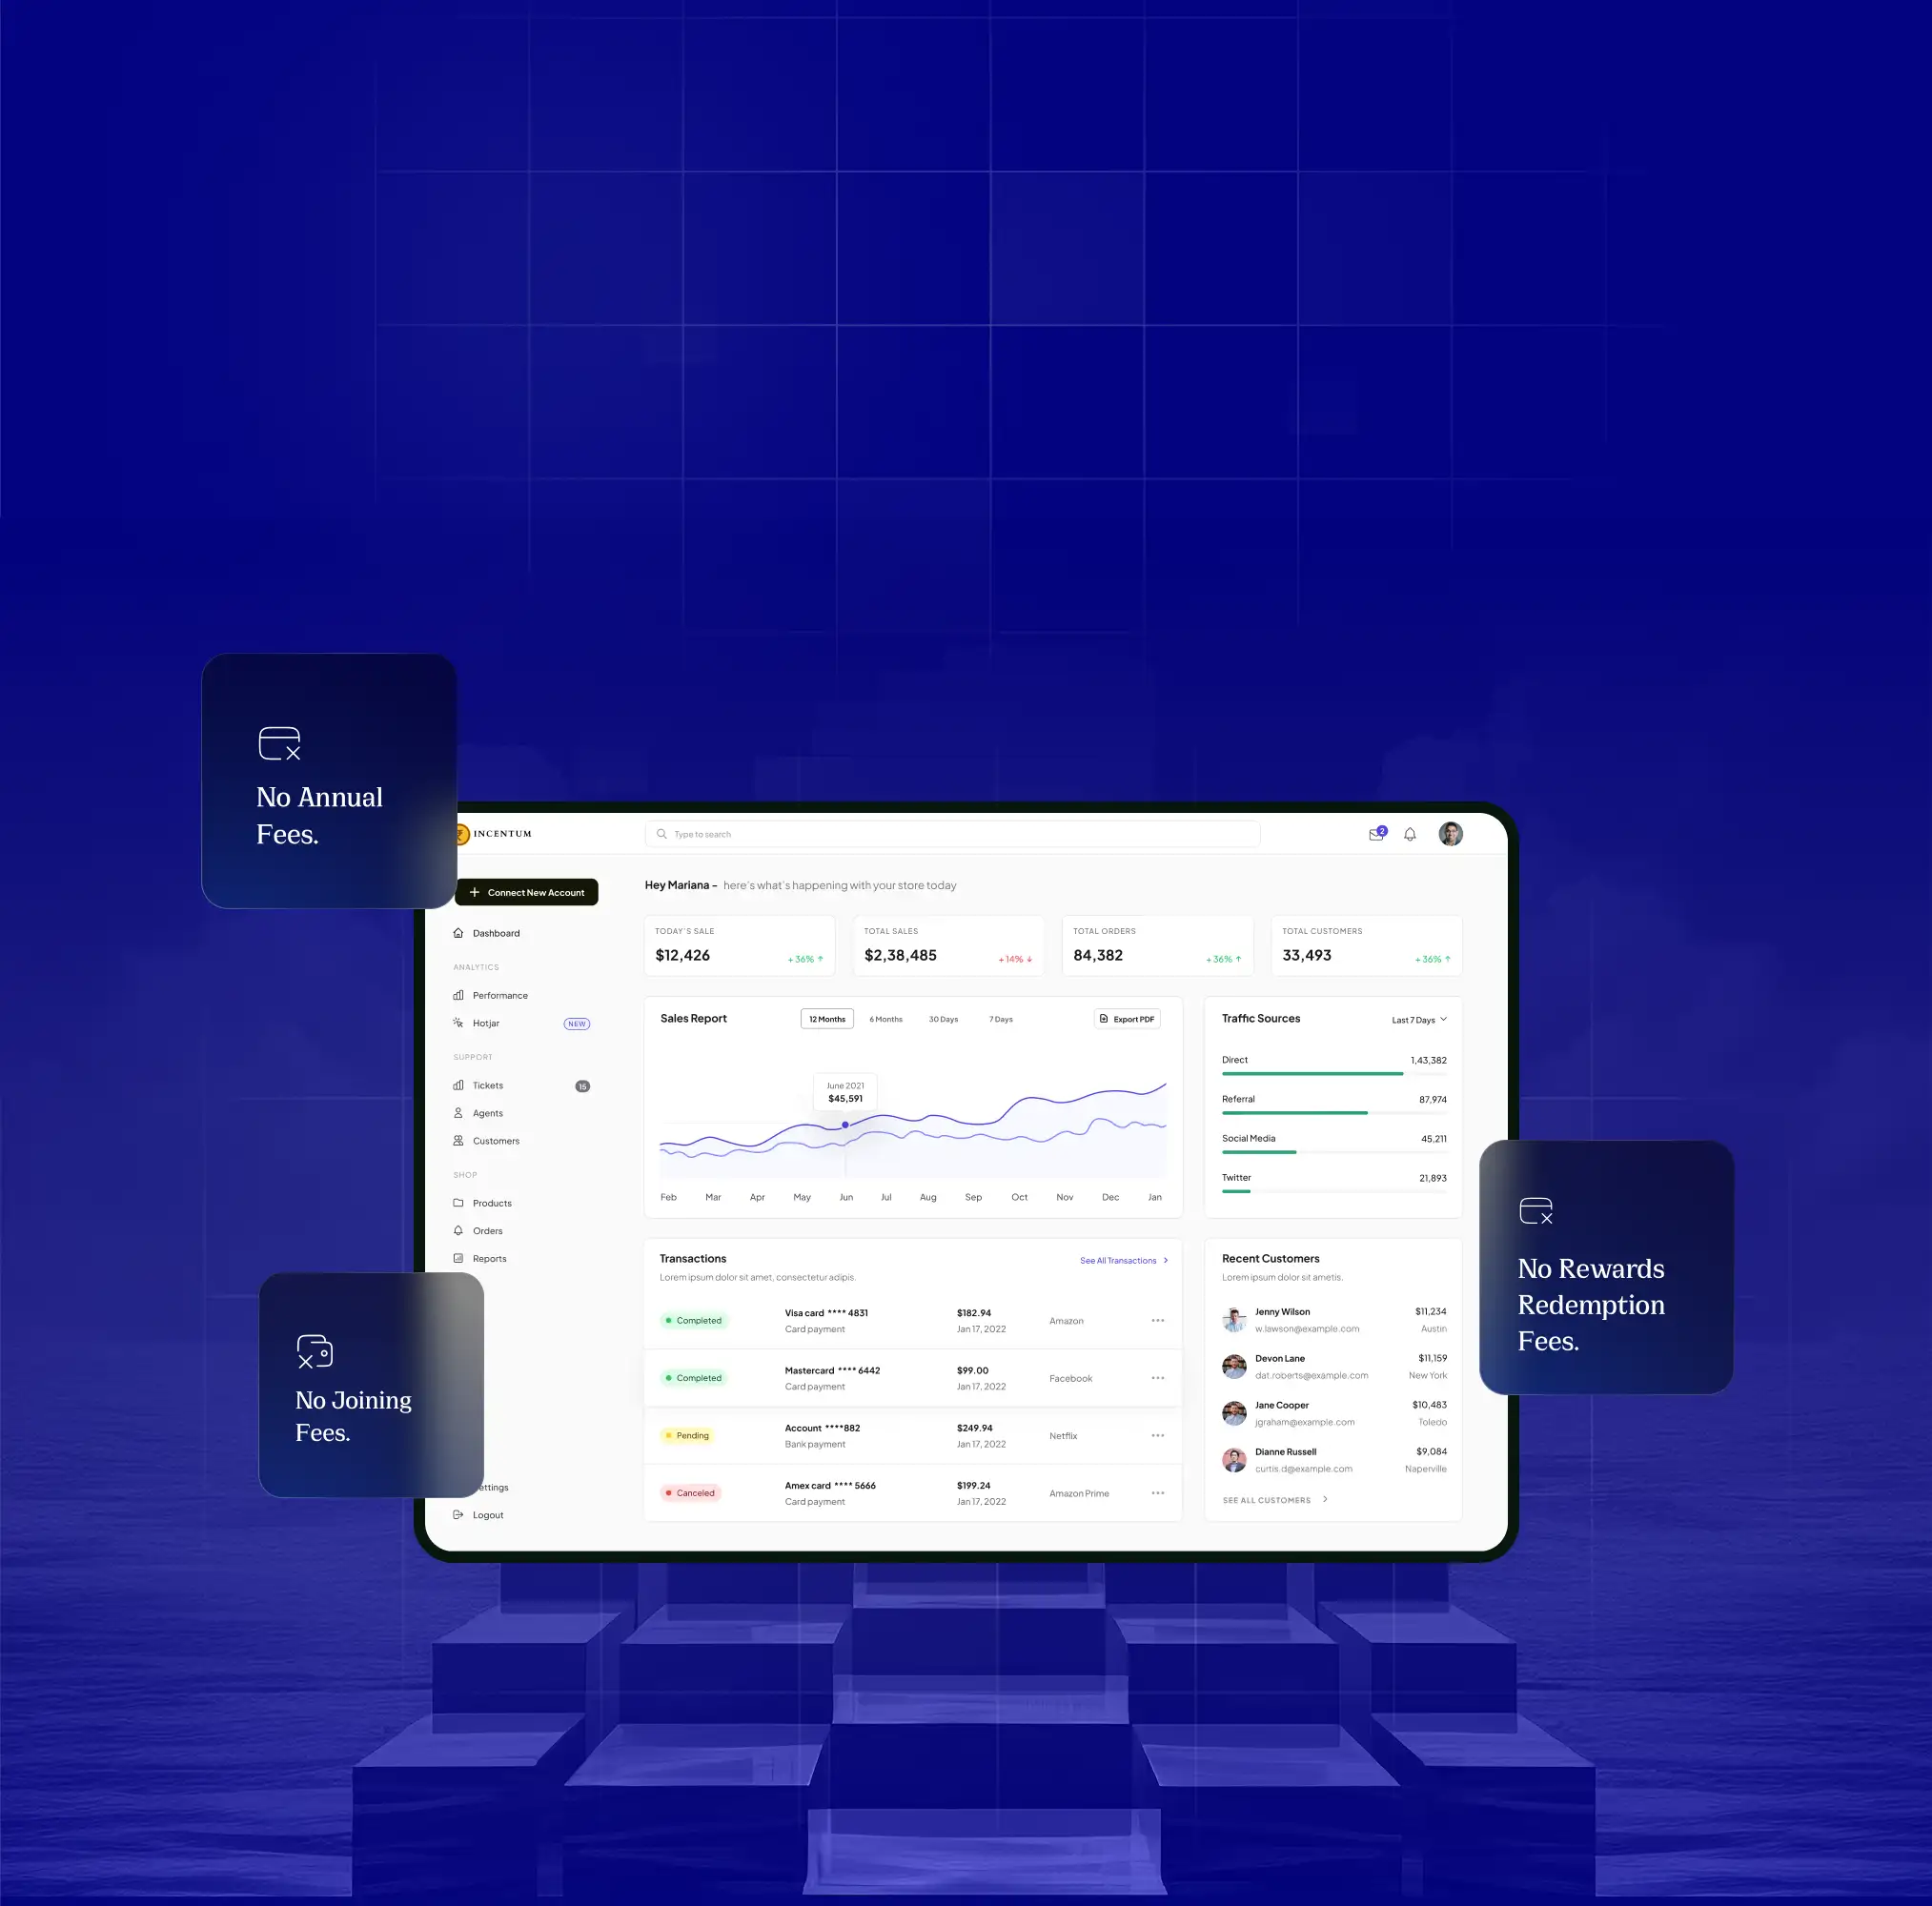 No Annual
Fees.
INCENTUM
Type to search
2
Connect New Account
Dashboard
ANALYTICS
Performance
Hotjar
NEW
SUPPORT
Tickets
15
Agents
Customers
SHOP
Products
Orders
Reports
ettings
Logout
No Joining
Fees.
Hey Mariana - here's what's happening with your store today
TODAY'S SALE
$12,426
+ 36% ↑
TOTAL SALES
$2,38,485
+ 14% ↓
TOTAL ORDERS
84,382
+ 36% ↑
TOTAL CUSTOMERS
33,493
+ 36% ↑
Sales Report
12 Months
6 Months
30 Days
7 Days
Export PDF
June 2021
$45,591
Feb Mar Apr May Jun Jul Aug Sep Oct Nov Dec Jan
Traffic Sources
Last 7 Days
Direct 1,43,382
Referral 87,974
Social Media 45,211
Twitter 21,893
Transactions
See All Transactions
Lorem ipsum dolor sit amet, consectetur adipis.
Completed Visa card **** 4831 $182.94 Amazon
Card payment Jan 17, 2022
Completed Mastercard **** 6442 $99.00 Facebook
Card payment Jan 17, 2022
Pending Account ****882 $249.94 Netflix
Bank payment Jan 17, 2022
Canceled Amex card **** 5666 $199.24 Amazon Prime
Card payment Jan 17, 2022
Recent Customers
Lorem ipsum dolor sit ametis.
Jenny Wilson $11,234
w.lawson@example.com Austin
Devon Lane $11,159
dat.roberts@example.com New York
Jane Cooper $10,483
jgraham@example.com Toledo
Dianne Russell $9,084
curtis.d@example.com Naperville
SEE ALL CUSTOMERS
No Rewards
Redemption
Fees.